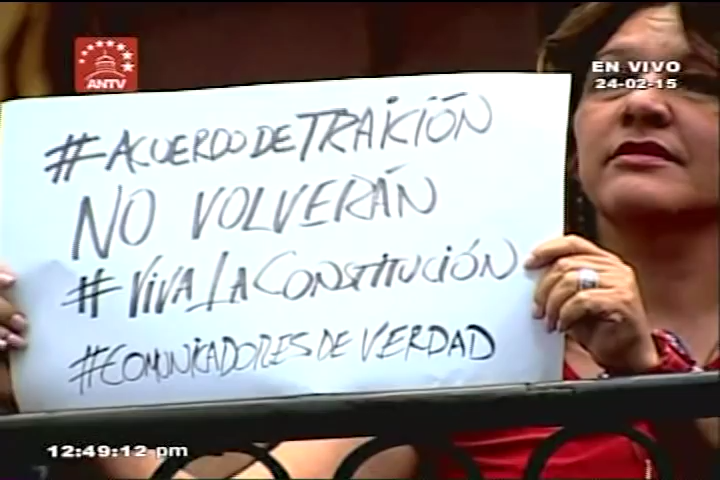 ANTV
EN VIVO
24-02-15
#ACUERDODETRAICIÓN
NO VOLVERÁN
#VIVALACONSTITUCIÓN
#COMUNICADORESDEVERDAD
12:49:12 pm